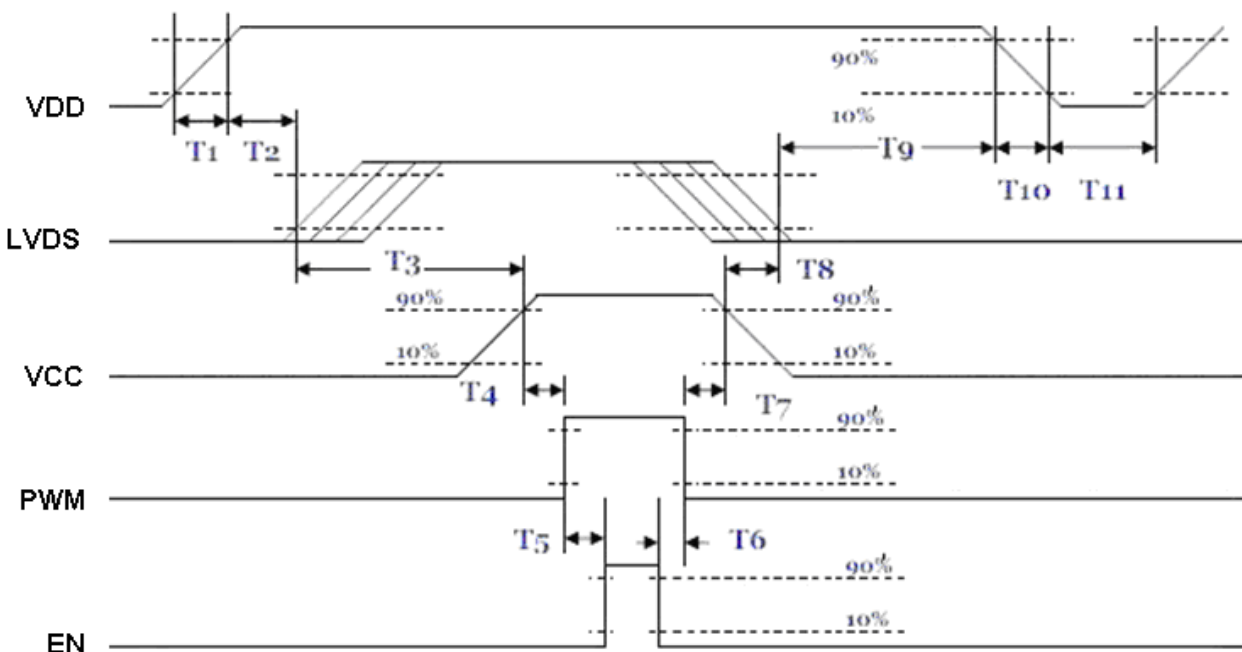 90%
VDD
10%
T1 T2 T9
T10 T11
LVDS
T3 T8
90% 90%
10% 10%
VCC
T4 T7
90%
10%
PWM
T5 T6
90%
10%
EN